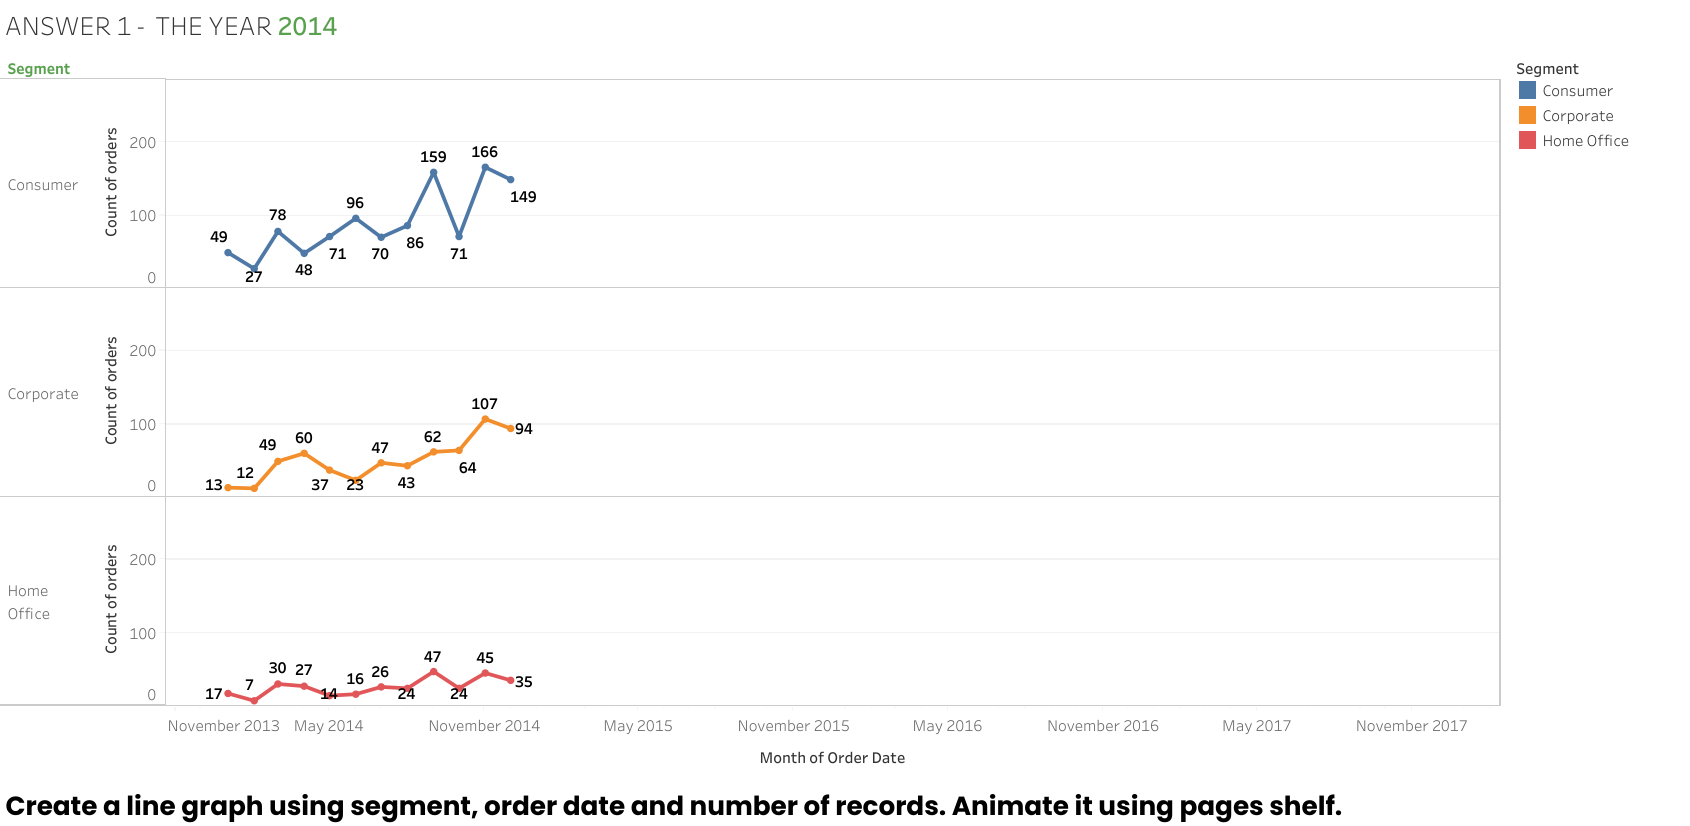 ANSWER 1 - THE YEAR 2014
Segment
Segment
Consumer
Corporate
Home Office
Consumer
Count of orders
200
100
0
49
27
78
48
71
96
70
86
159
71
166
149
Corporate
Count of orders
200
100
0
13
12
49
60
37
23
47
43
62
64
107
94
Home
Office
Count of orders
200
100
0
17
7
30
27
14
16
26
24
47
24
45
35
November 2013 May 2014 November 2014 May 2015 November 2015 May 2016 November 2016 May 2017 November 2017
Month of Order Date
Create a line graph using segment, order date and number of records. Animate it using pages shelf.